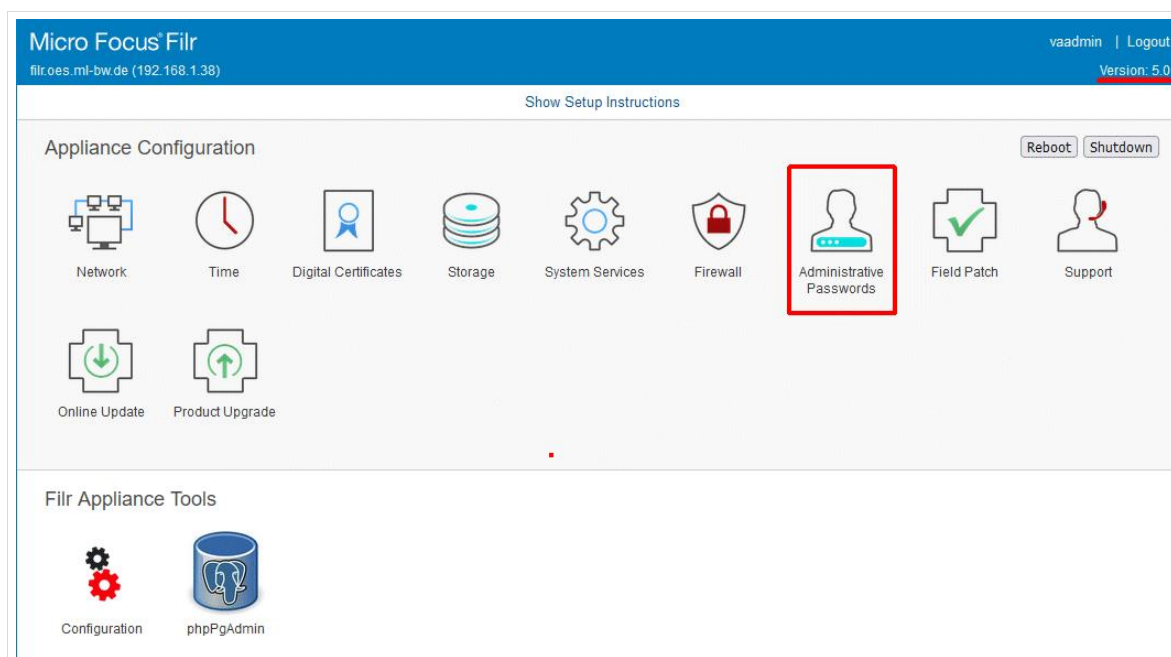 Micro Focus® Filr
vaadmin | Logout
filr.oes.ml-bw.de (192.168.1.38)
Version: 5.0
Show Setup Instructions
Appliance Configuration
Reboot Shutdown
Network
Time
Digital Certificates
Storage
System Services
Firewall
Administrative
Passwords
Field Patch
Support
Online Update
Product Upgrade
Filr Appliance Tools
Configuration
phpPgAdmin